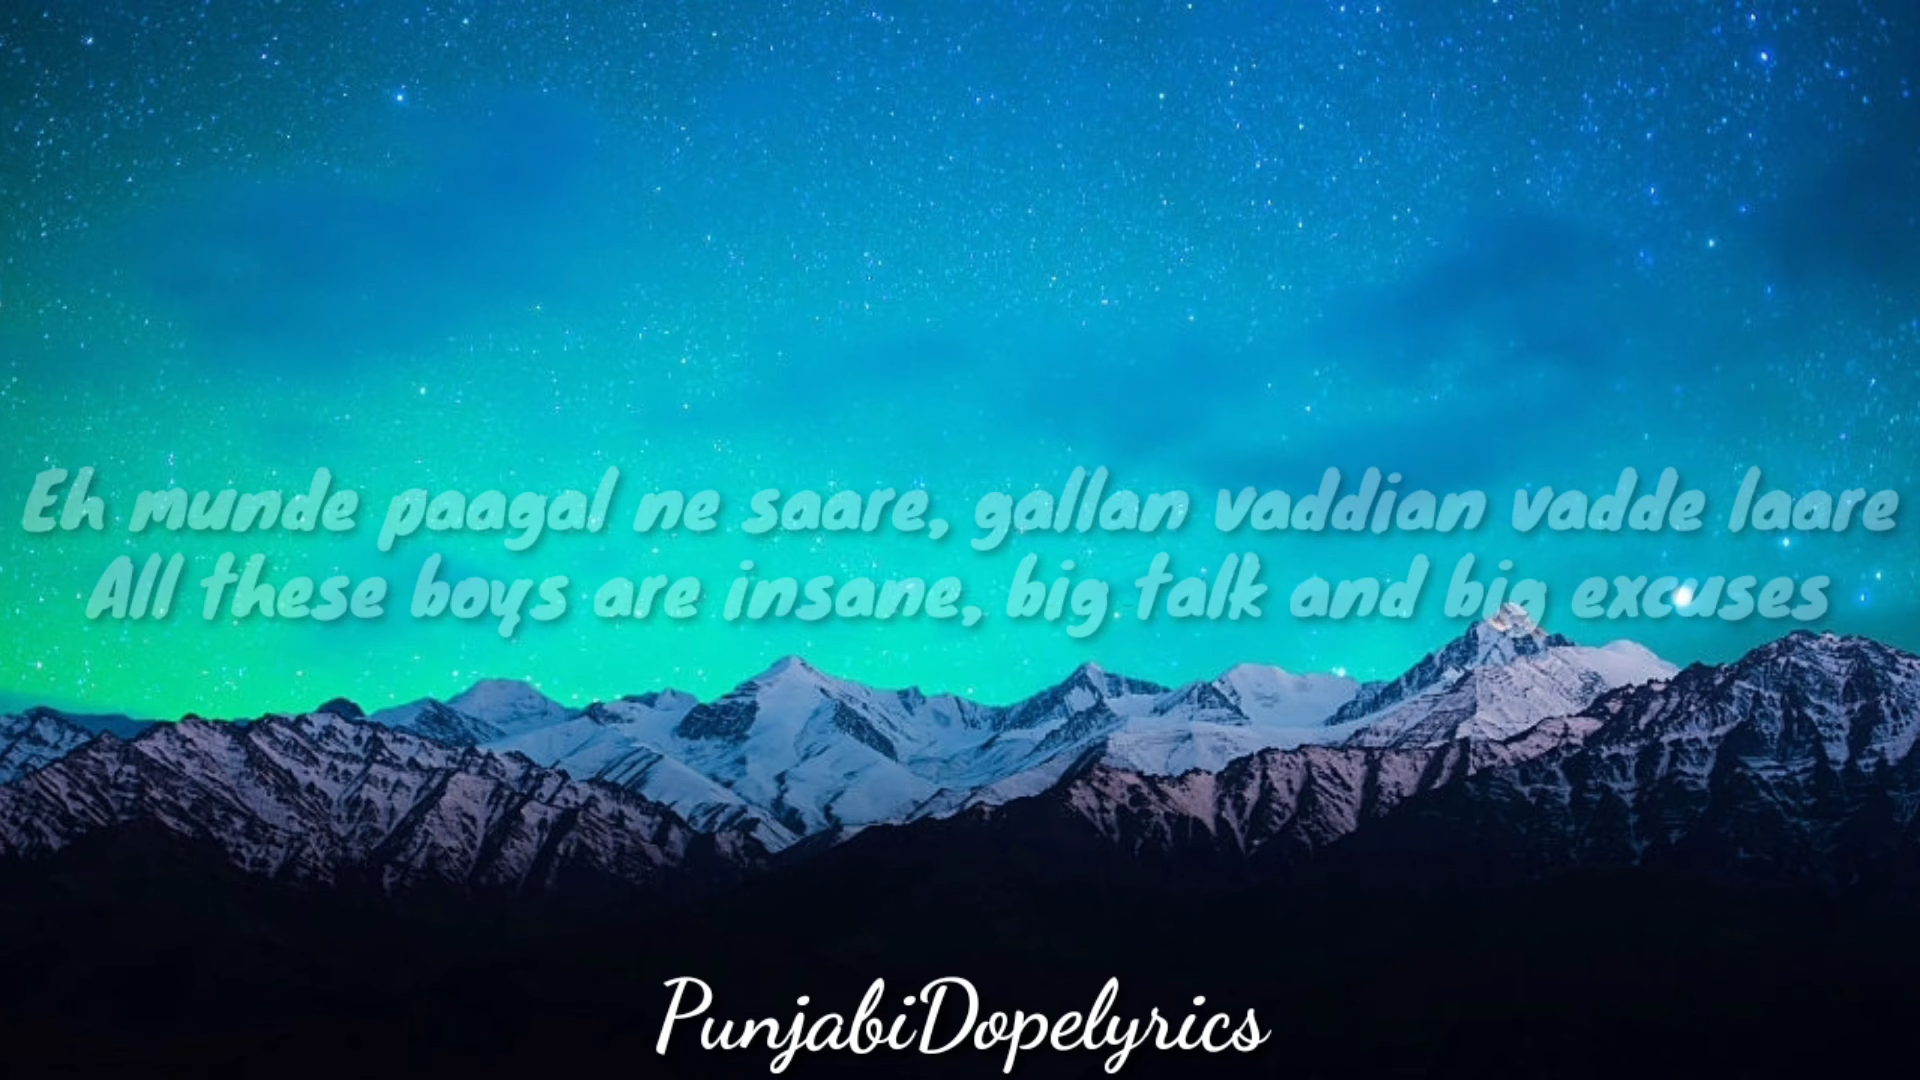 Eh munde paagal ne saare, gallan vaddian vadde laare
All these boys are insane, big talk and big excuses
PunjabiDopelyrics